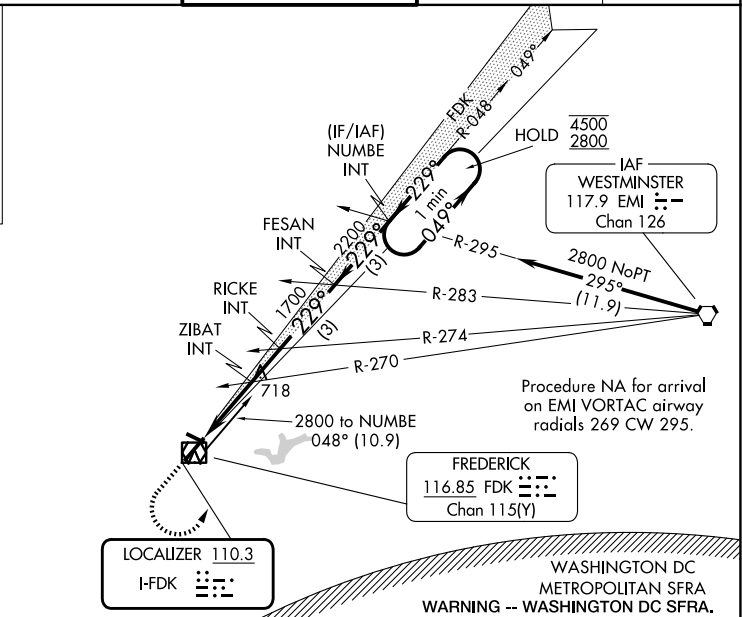 FDK
R-048
049°
HOLD
4500
2800
(IF/IAF)
NUMBE
INT
229°
1 min
049°
IAF
WESTMINSTER
117.9 EMI
Chan 126
FESAN
INT
2200
229°
(3)
R-295
2800 NoPT
295°
(11.9)
RICKE
INT
1700
229°
(3)
R-283
ZIBAT
INT
R-274
R-270
718
Procedure NA for arrival
on EMI VORTAC airway
radials 269 CW 295.
2800 to NUMBE
048° (10.9)
FREDERICK
116.85 FDK
Chan 115(Y)
LOCALIZER 110.3
I-FDK
WASHINGTON DC
METROPOLITAN SFRA
WARNING -- WASHINGTON DC SFRA.